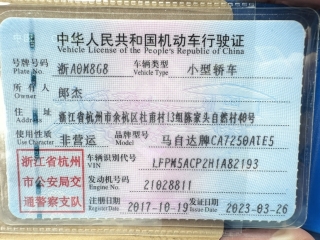 中华人民共和国机动车行驶证
Vehicle License of the People's Republic of China
号牌号码 浙A0M8G8 车辆类型 小型轿车
Plate No. Vehicle Type
所有人 郎杰
Owner
住址 浙江省杭州市余杭区杜甫村13组陈家头自然村40号
Address
使用性质 非营运 品牌型号 马自达牌CA7250ATE5
Use Character Model
浙江省杭州
市公安局交
通警察支队
车辆识别代号 LFPM5ACP2H1A82193
VIN
发动机号码 21028811
Engine No.
注册日期 2017-10-19 发证日期 2023-03-26
Register Date Issue Date